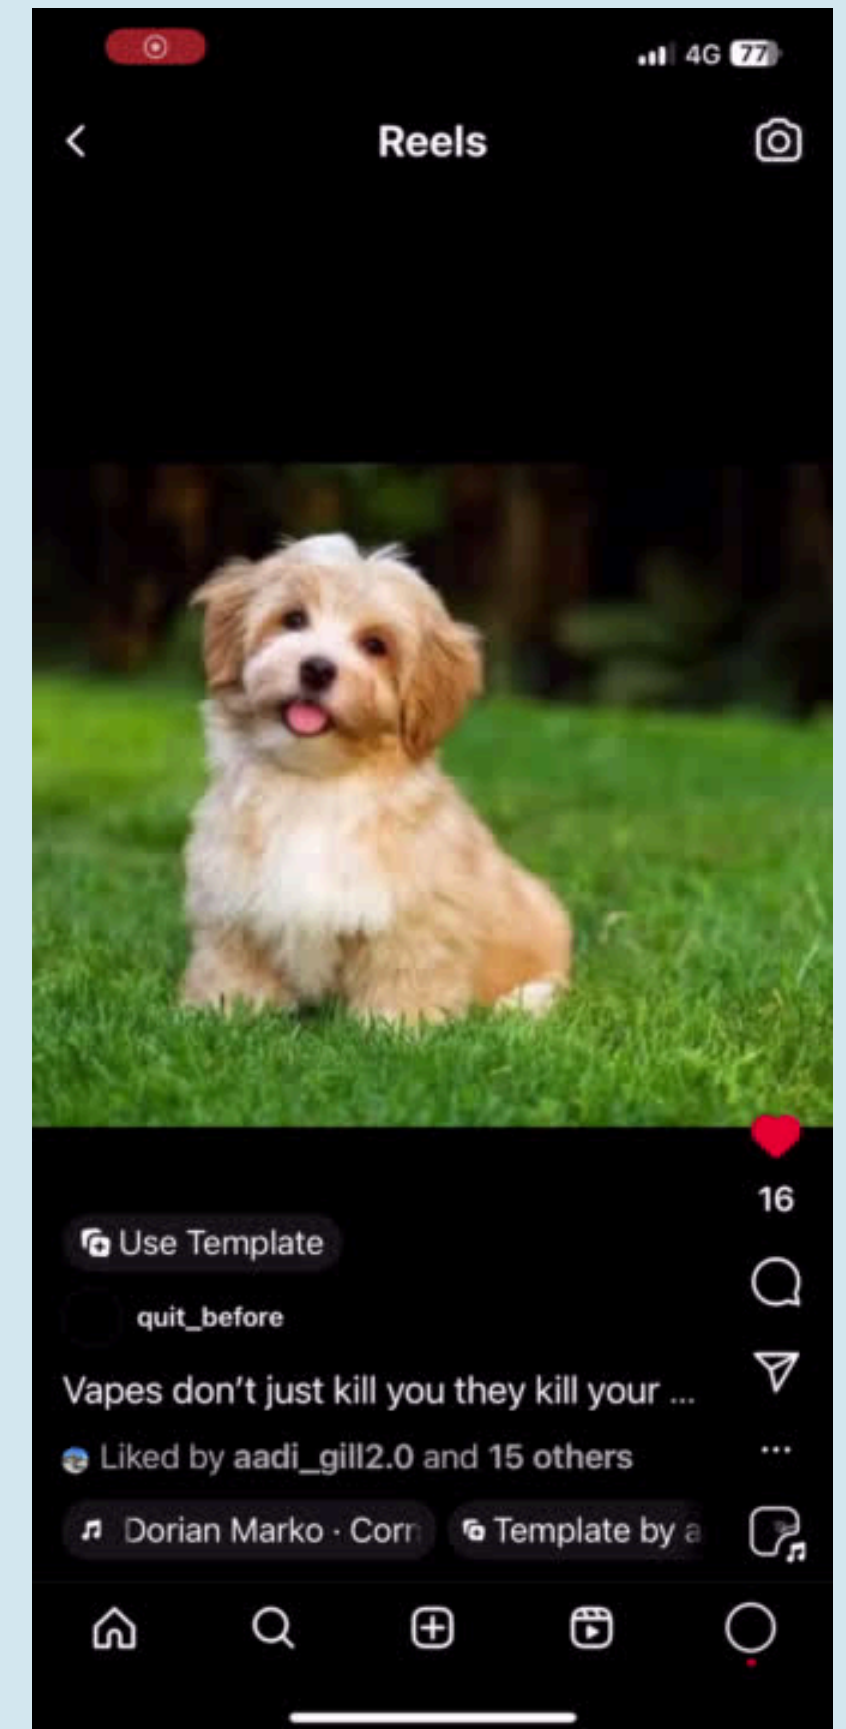 4G 77
Reels
16
Use Template
quit_before
Vapes don't just kill you they kill your ...
Liked by aadi_gill2.0 and 15 others
Dorian Marko · Corn
Template by a